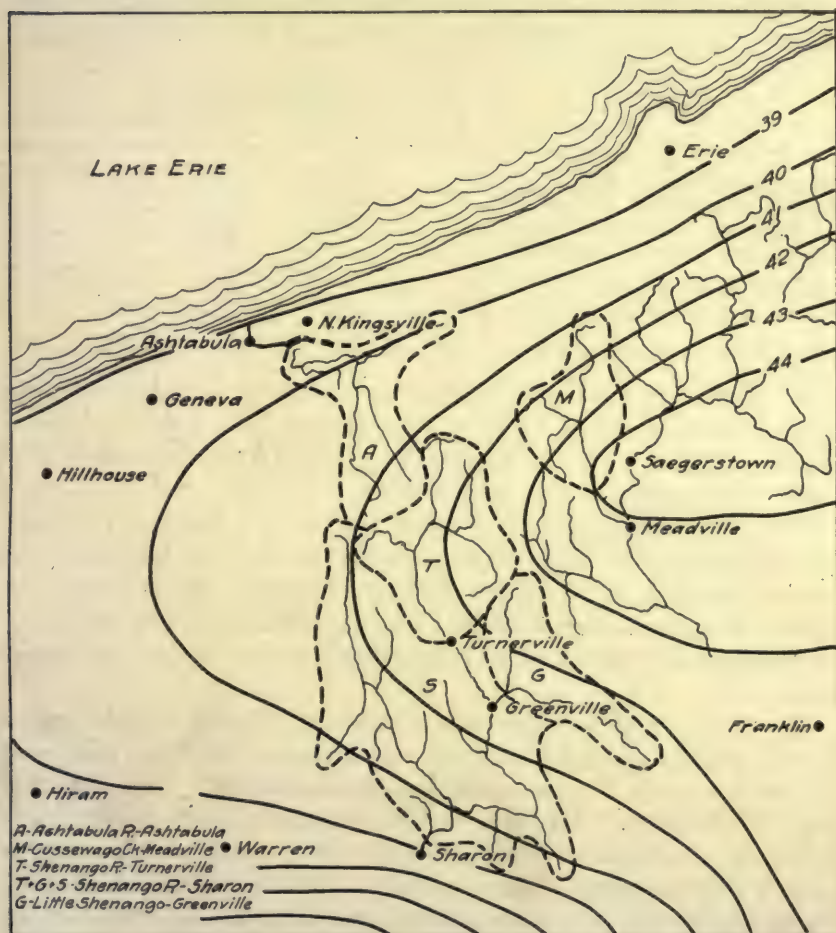 LAKE ERIE
39
Erie
40
41
42
N. Kingsville
43
Ashtabula
44
M
Geneva
A
Saegerstown
Hillhouse
Meadville
T
Turnerville
G
S
Greenville
Franklin
Hiram
A-Ashtabula R.-Ashtabula
M-Cussewago Ck-Meadville
Warren
Sharon
T-Shenango R.-Turnerville
T+G+S-Shenango R-Sharon
G-Little Shenango-Greenville